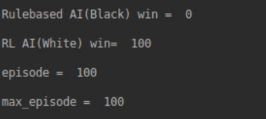 Rulebased AI(Black) win =  0
RL AI(White) win=  100
episode =  100
max_episode =  100